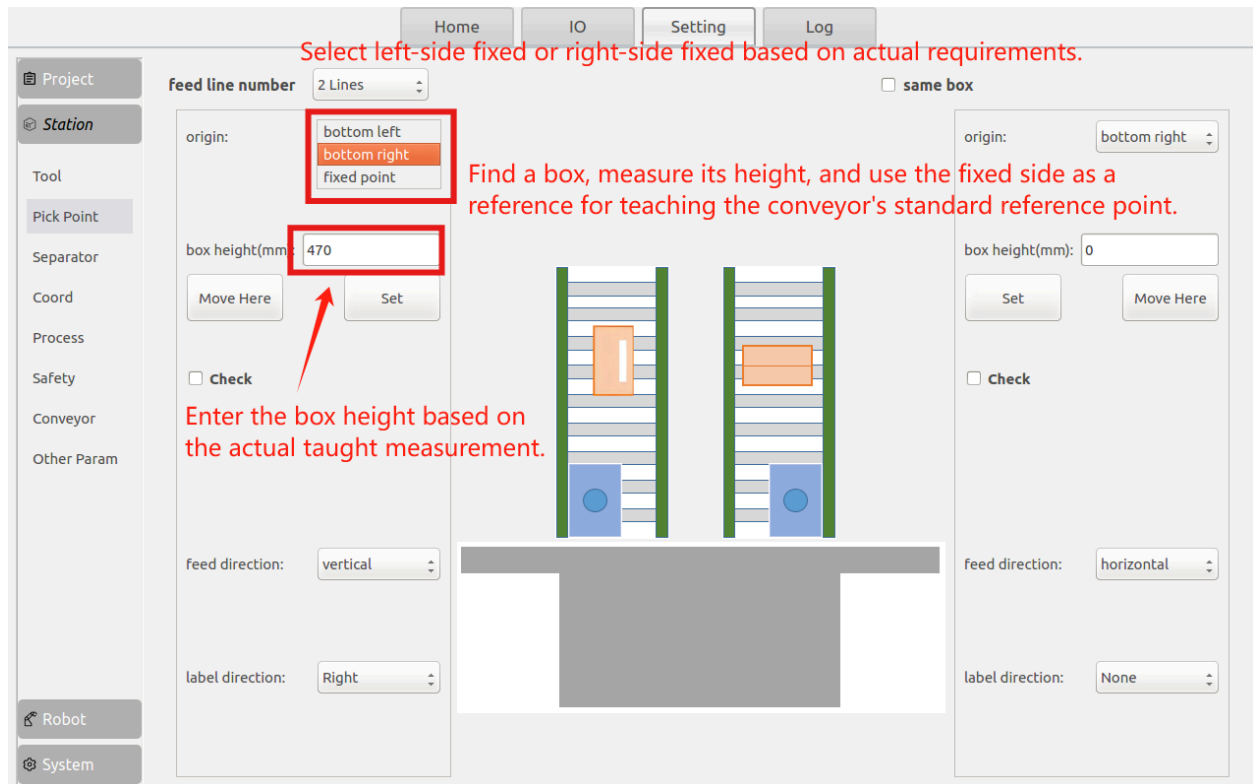 Home IO Setting Log
Select left-side fixed or right-side fixed based on actual requirements.
Project
feed line number 2 Lines
same box
Station
origin:
bottom left
bottom right
fixed point
origin: bottom right
Tool
Find a box, measure its height, and use the fixed side as a
reference for teaching the conveyor's standard reference point.
Pick Point
Separator
box height(mm): 470
box height(mm): 0
Coord
Move Here Set
Set Move Here
Process
Safety
Check
Check
Conveyor
Enter the box height based on
the actual taught measurement.
Other Param
feed direction: vertical
feed direction: horizontal
label direction: Right
label direction: None
Robot
System